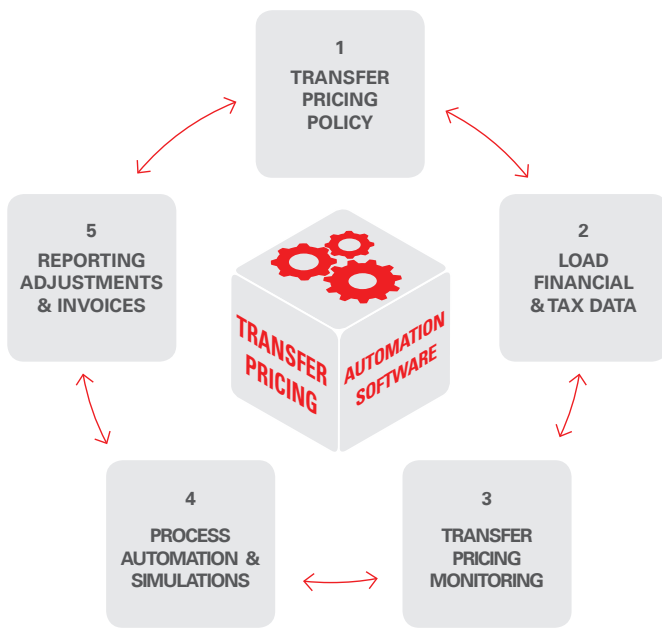 1
TRANSFER
PRICING
POLICY
2
LOAD
FINANCIAL
& TAX DATA
3
TRANSFER
PRICING
MONITORING
4
PROCESS
AUTOMATION &
SIMULATIONS
5
REPORTING
ADJUSTMENTS
& INVOICES
TRANSFER
PRICING
AUTOMATION
SOFTWARE